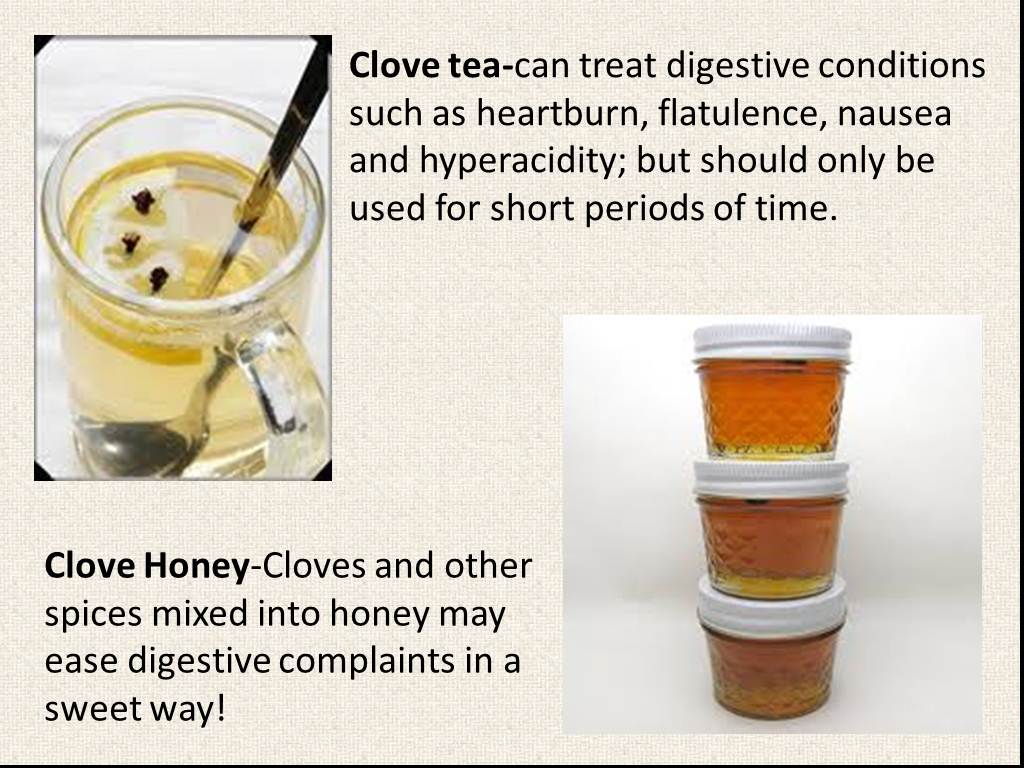 Clove tea-can treat digestive conditions
such as heartburn, flatulence, nausea
and hyperacidity; but should only be
used for short periods of time.
Clove Honey-Cloves and other
spices mixed into honey may
ease digestive complaints in a
sweet way!